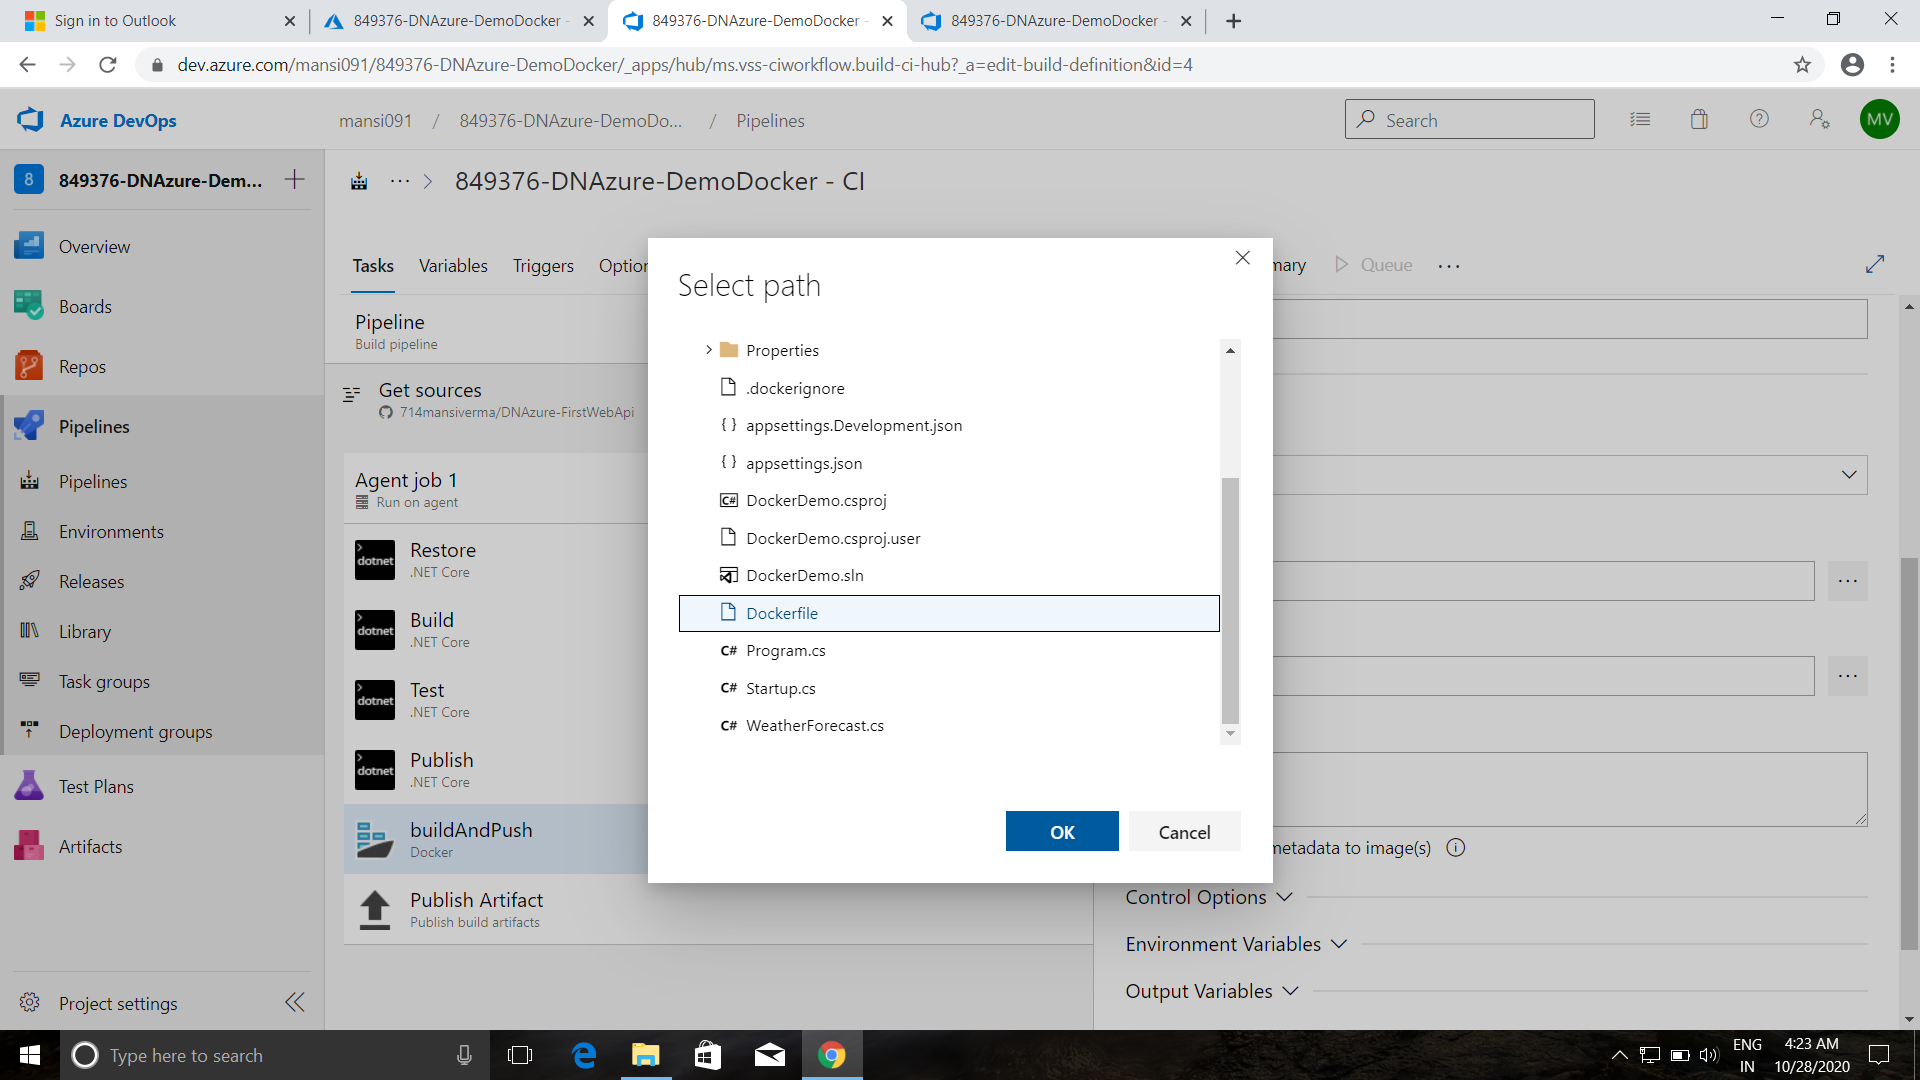 Sign in to Outlook
849376-DNAzure-DemoDocker -
849376-DNAzure-DemoDocker -
849376-DNAzure-DemoDocker -
dev.azure.com/mansi091/849376-DNAzure-DemoDocker/_apps/hub/ms.vss-ciworkflow.build-ci-hub?_a=edit-build-definition&id=4
Azure DevOps
mansi091 / 849376-DNAzure-DemoDo... / Pipelines
Search
MV
8 849376-DNAzure-Dem...
849376-DNAzure-DemoDocker - CI
Overview
Boards
Repos
Pipelines
Pipelines
Environments
Releases
Library
Task groups
Deployment groups
Test Plans
Artifacts
Project settings
Tasks Variables Triggers Option
mary Queue ...
Pipeline
Build pipeline
Get sources
714mansiverma/DNAzure-FirstWebApi
Agent job 1
Run on agent
dotnet Restore
.NET Core
dotnet Build
.NET Core
dotnet Test
.NET Core
dotnet Publish
.NET Core
buildAndPush
Docker
Publish Artifact
Publish build artifacts
Select path
Properties
.dockerignore
{ } appsettings.Development.json
{ } appsettings.json
C# DockerDemo.csproj
DockerDemo.csproj.user
DockerDemo.sln
Dockerfile
C# Program.cs
C# Startup.cs
C# WeatherForecast.cs
OK Cancel
...
...
metadata to image(s)
Control Options
Environment Variables
Output Variables
Type here to search
ENG
IN
4:23 AM
10/28/2020